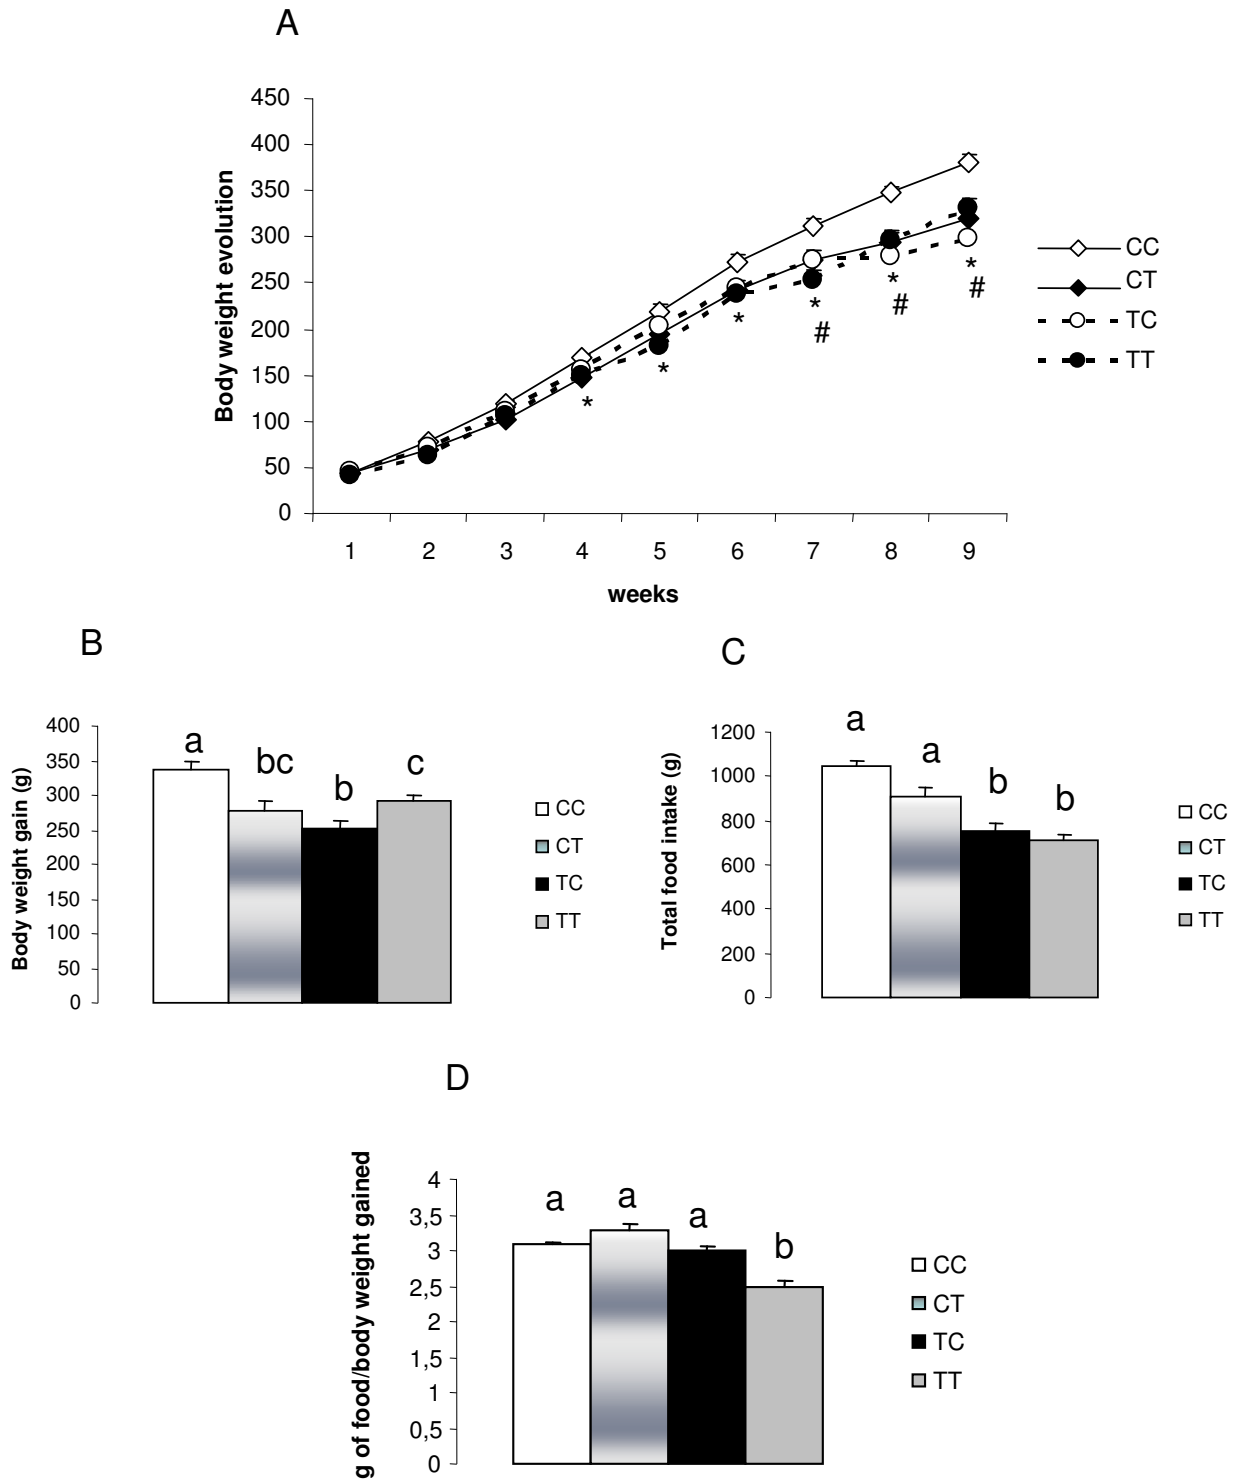 A
450
400
350
300
250
200
150
100
50
0
Body weight evolution
*
*
*
*
#
*
#
*
#
1 2 3 4 5 6 7 8 9
weeks
CC
CT
TC
TT
B
400
350
300
250
200
150
100
50
0
Body weight gain (g)
a
bc
b
c
CC
CT
TC
TT
C
1200
1000
800
600
400
200
0
Total food intake (g)
a
a
b
b
CC
CT
TC
TT
D
4
3,5
3
2,5
2
1,5
1
0,5
0
g of food/body weight gained
a
a
a
b
CC
CT
TC
TT